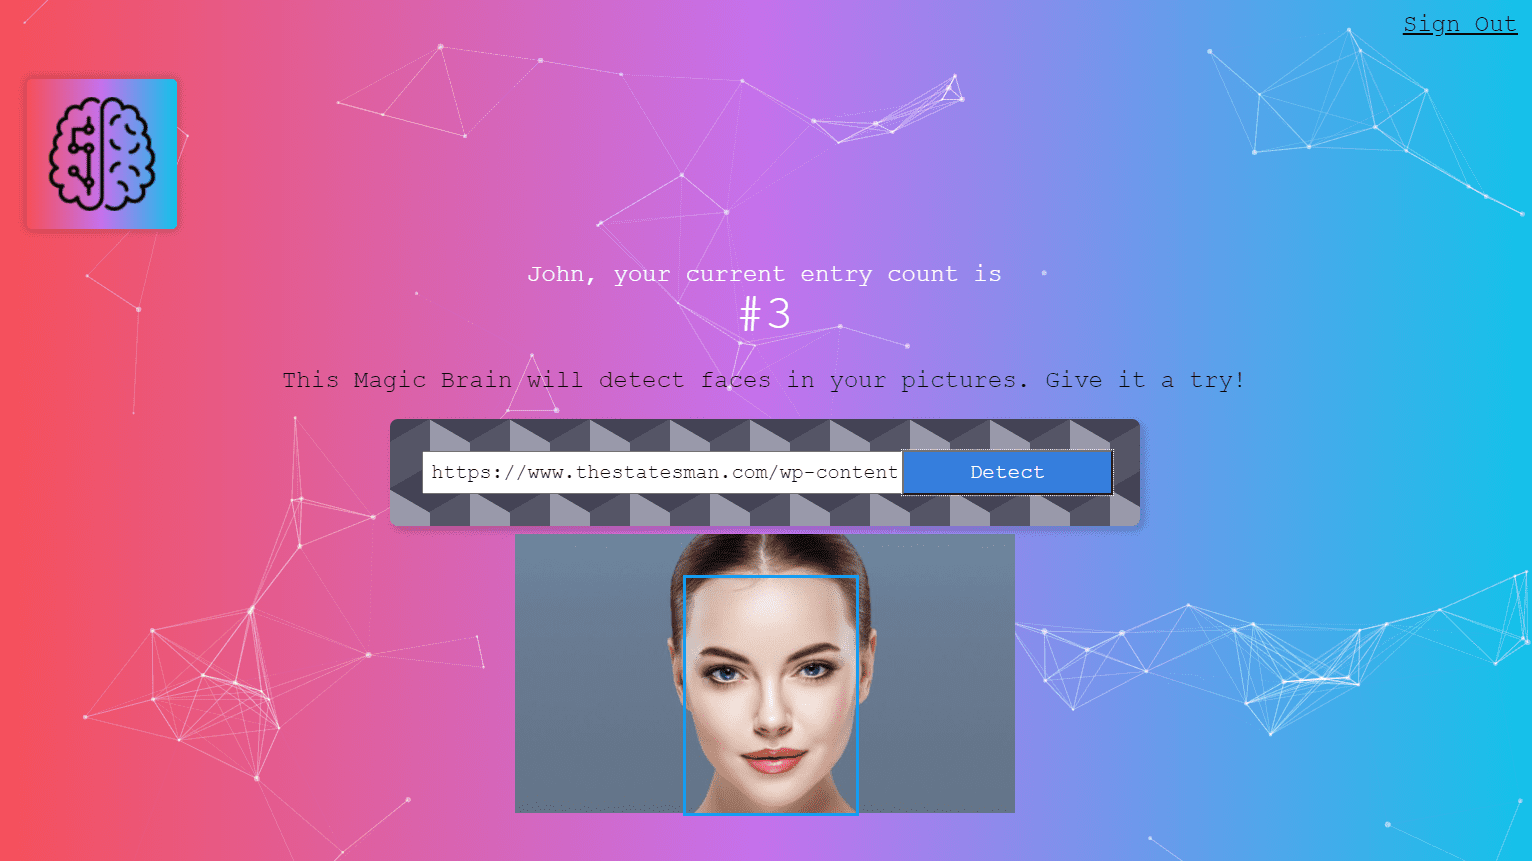 Sign Out
John, your current entry count is
#3
This Magic Brain will detect faces in your pictures. Give it a try!
https://www.thestatesman.com/wp-content
Detect